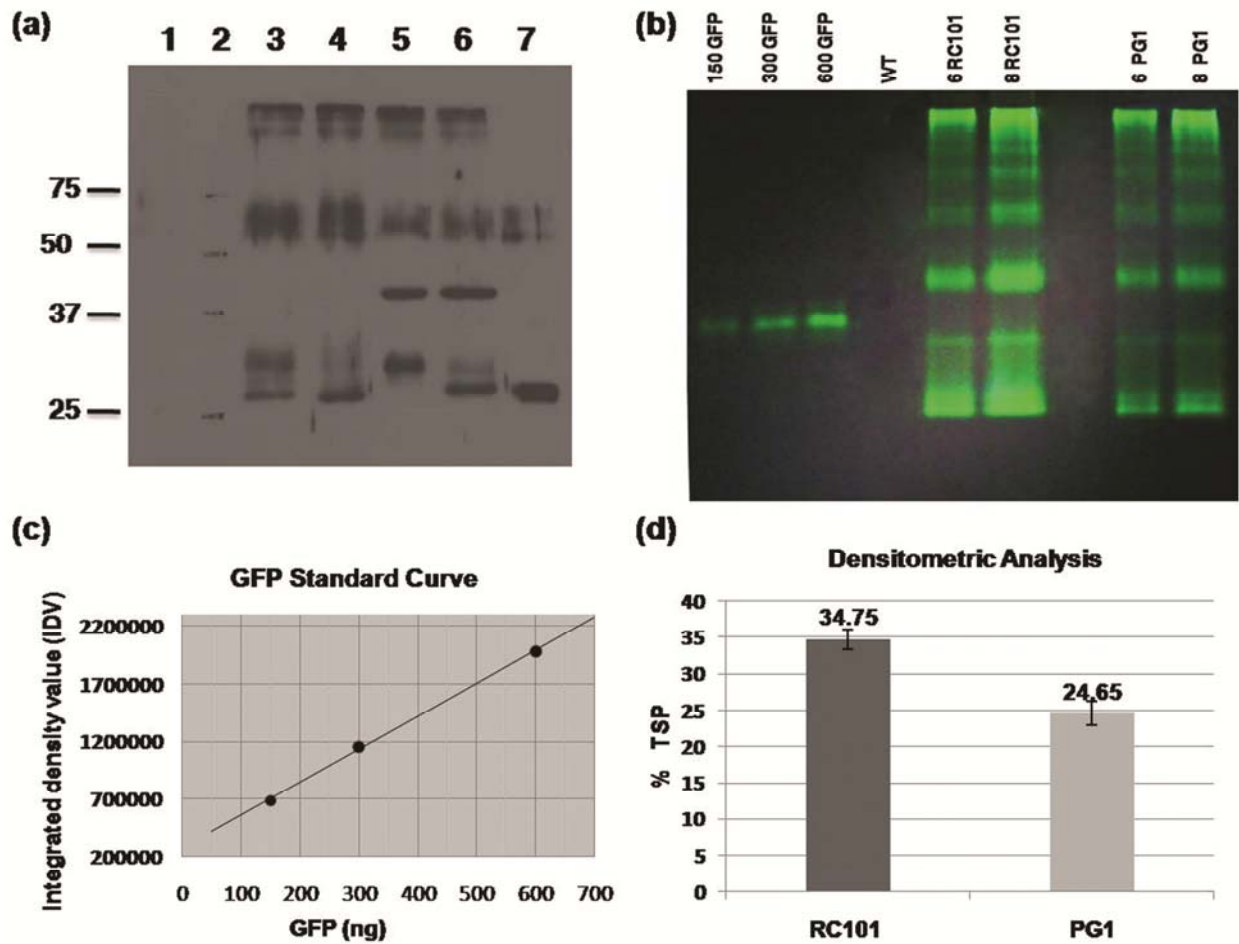 (a)
1 2 3 4 5 6 7
75
50
37
25
(b)
150 GFP
300 GFP
600 GFP
WT
6 RC101
8 RC101
6 PG1
8 PG1
(c)
GFP Standard Curve
Integrated density value (IDV)
2200000
1700000
1200000
700000
200000
0 100 200 300 400 500 600 700
GFP (ng)
(d)
Densitometric Analysis
% TSP
40
35
30
25
20
15
10
5
0
34.75
24.65
RC101 PG1